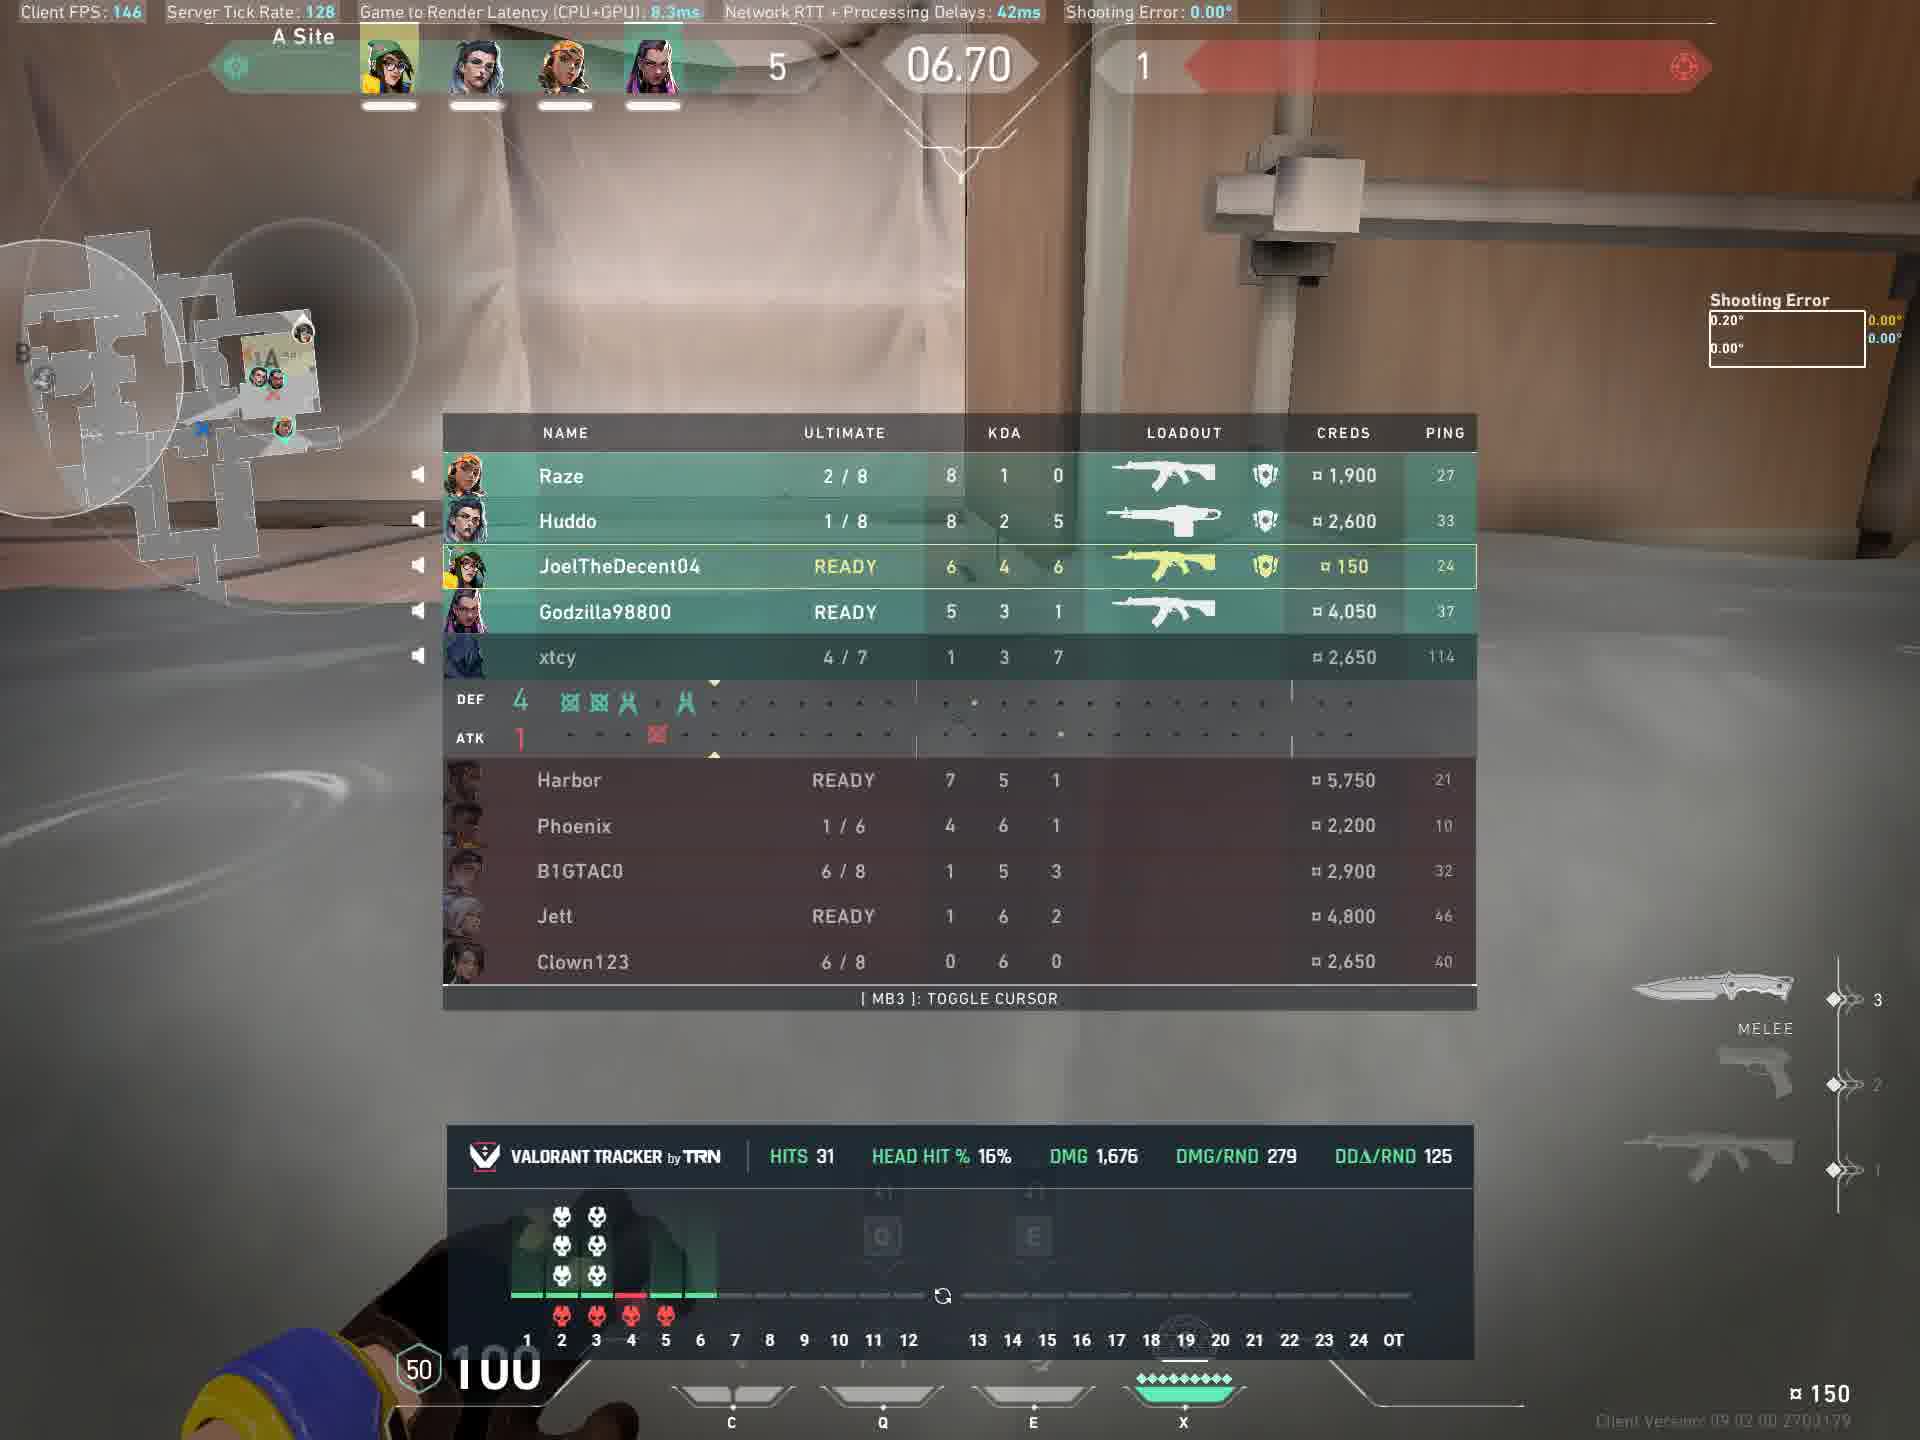 Client FPS: 146 Server Tick Rate: 128 Game to Render Latency (CPU+GPU): 8.3ms Network RTT + Processing Delays: 42ms Shooting Error: 0.00°
A Site
5 06.70 1
Shooting Error
0.20° 0.00°
0.00°
0.00°
B
A
NAME ULTIMATE KDA LOADOUT CREDS PING
Raze 2 / 8 8 1 0 ¤ 1,900 27
Huddo 1 / 8 8 2 5 ¤ 2,600 33
JoelTheDecent04 READY 6 4 6 ¤ 150 24
Godzilla98800 READY 5 3 1 ¤ 4,050 37
xtcy 4 / 7 1 3 7 ¤ 2,650 114
DEF 4
ATK 1
Harbor READY 7 5 1 ¤ 5,750 21
Phoenix 1 / 6 4 6 1 ¤ 2,200 10
B1GTAC0 6 / 8 1 5 3 ¤ 2,900 32
Jett READY 1 6 2 ¤ 4,800 46
Clown123 6 / 8 0 6 0 ¤ 2,650 40
[ MB3 ]: TOGGLE CURSOR
3
MELEE
2
1
VALORANT TRACKER by TRN HITS 31 HEAD HIT % 16% DMG 1,676 DMG/RND 279 DDΔ/RND 125
Q E
1 2 3 4 5 6 7 8 9 10 11 12 13 14 15 16 17 18 19 20 21 22 23 24 OT
50 100
C Q E X
¤ 150
Client Version: 09.02.00.2703179